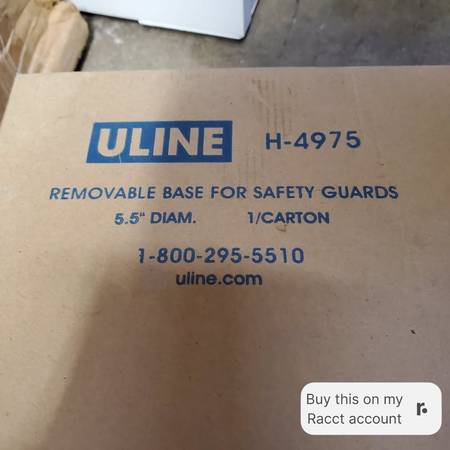 ULINE H-4975
REMOVABLE BASE FOR SAFETY GUARDS
5.5" DIAM. 1/CARTON
1-800-295-5510
uline.com
Buy this on my
Racct account r.